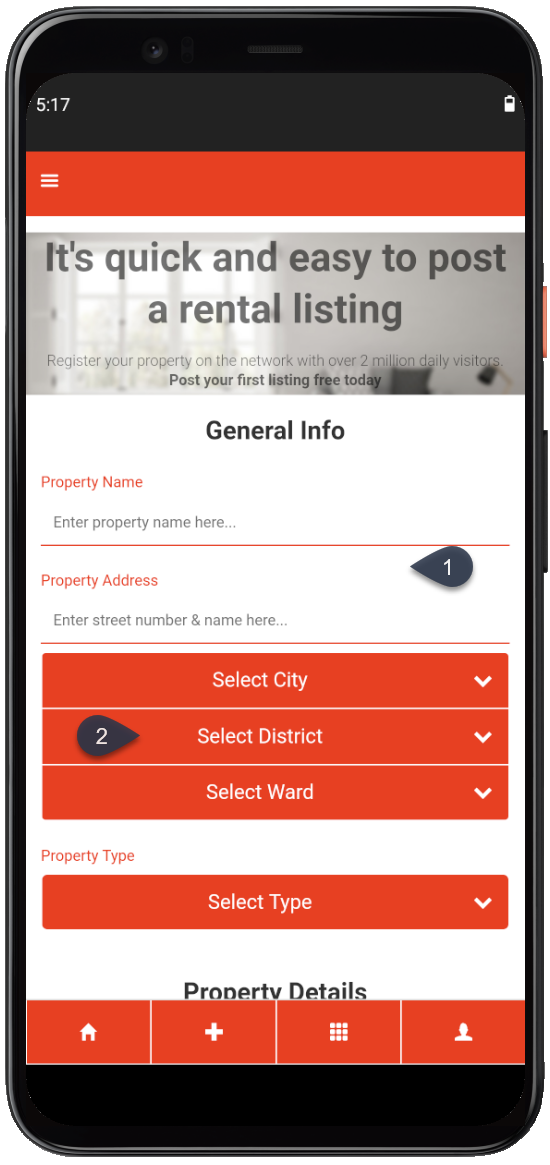 5:17
It's quick and easy to post
a rental listing
Register your property on the network with over 2 million daily visitors.
Post your first listing free today
General Info
Property Name
Enter property name here...
1
Property Address
Enter street number & name here...
Select City
2
Select District
Select Ward
Property Type
Select Type
Property Details